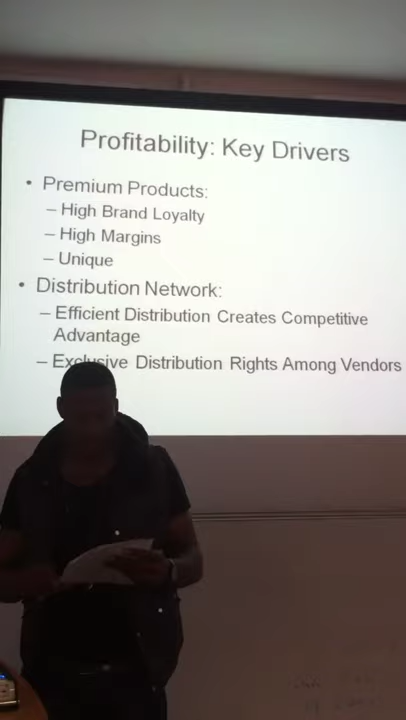 Profitability: Key Drivers
• Premium Products:
– High Brand Loyalty
– High Margins
– Unique
• Distribution Network:
– Efficient Distribution Creates Competitive
Advantage
– Exclusive Distribution Rights Among Vendors